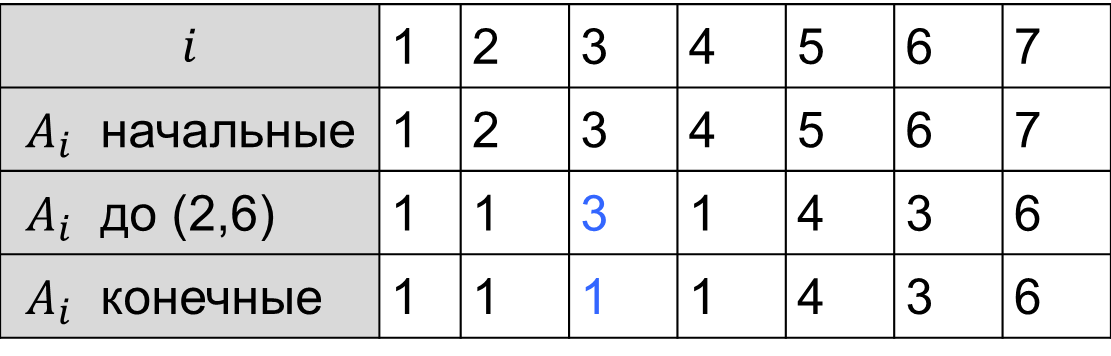 i 1 2 3 4 5 6 7
A_i начальные 1 2 3 4 5 6 7
A_i до (2,6) 1 1 3 1 4 3 6
A_i конечные 1 1 1 1 4 3 6